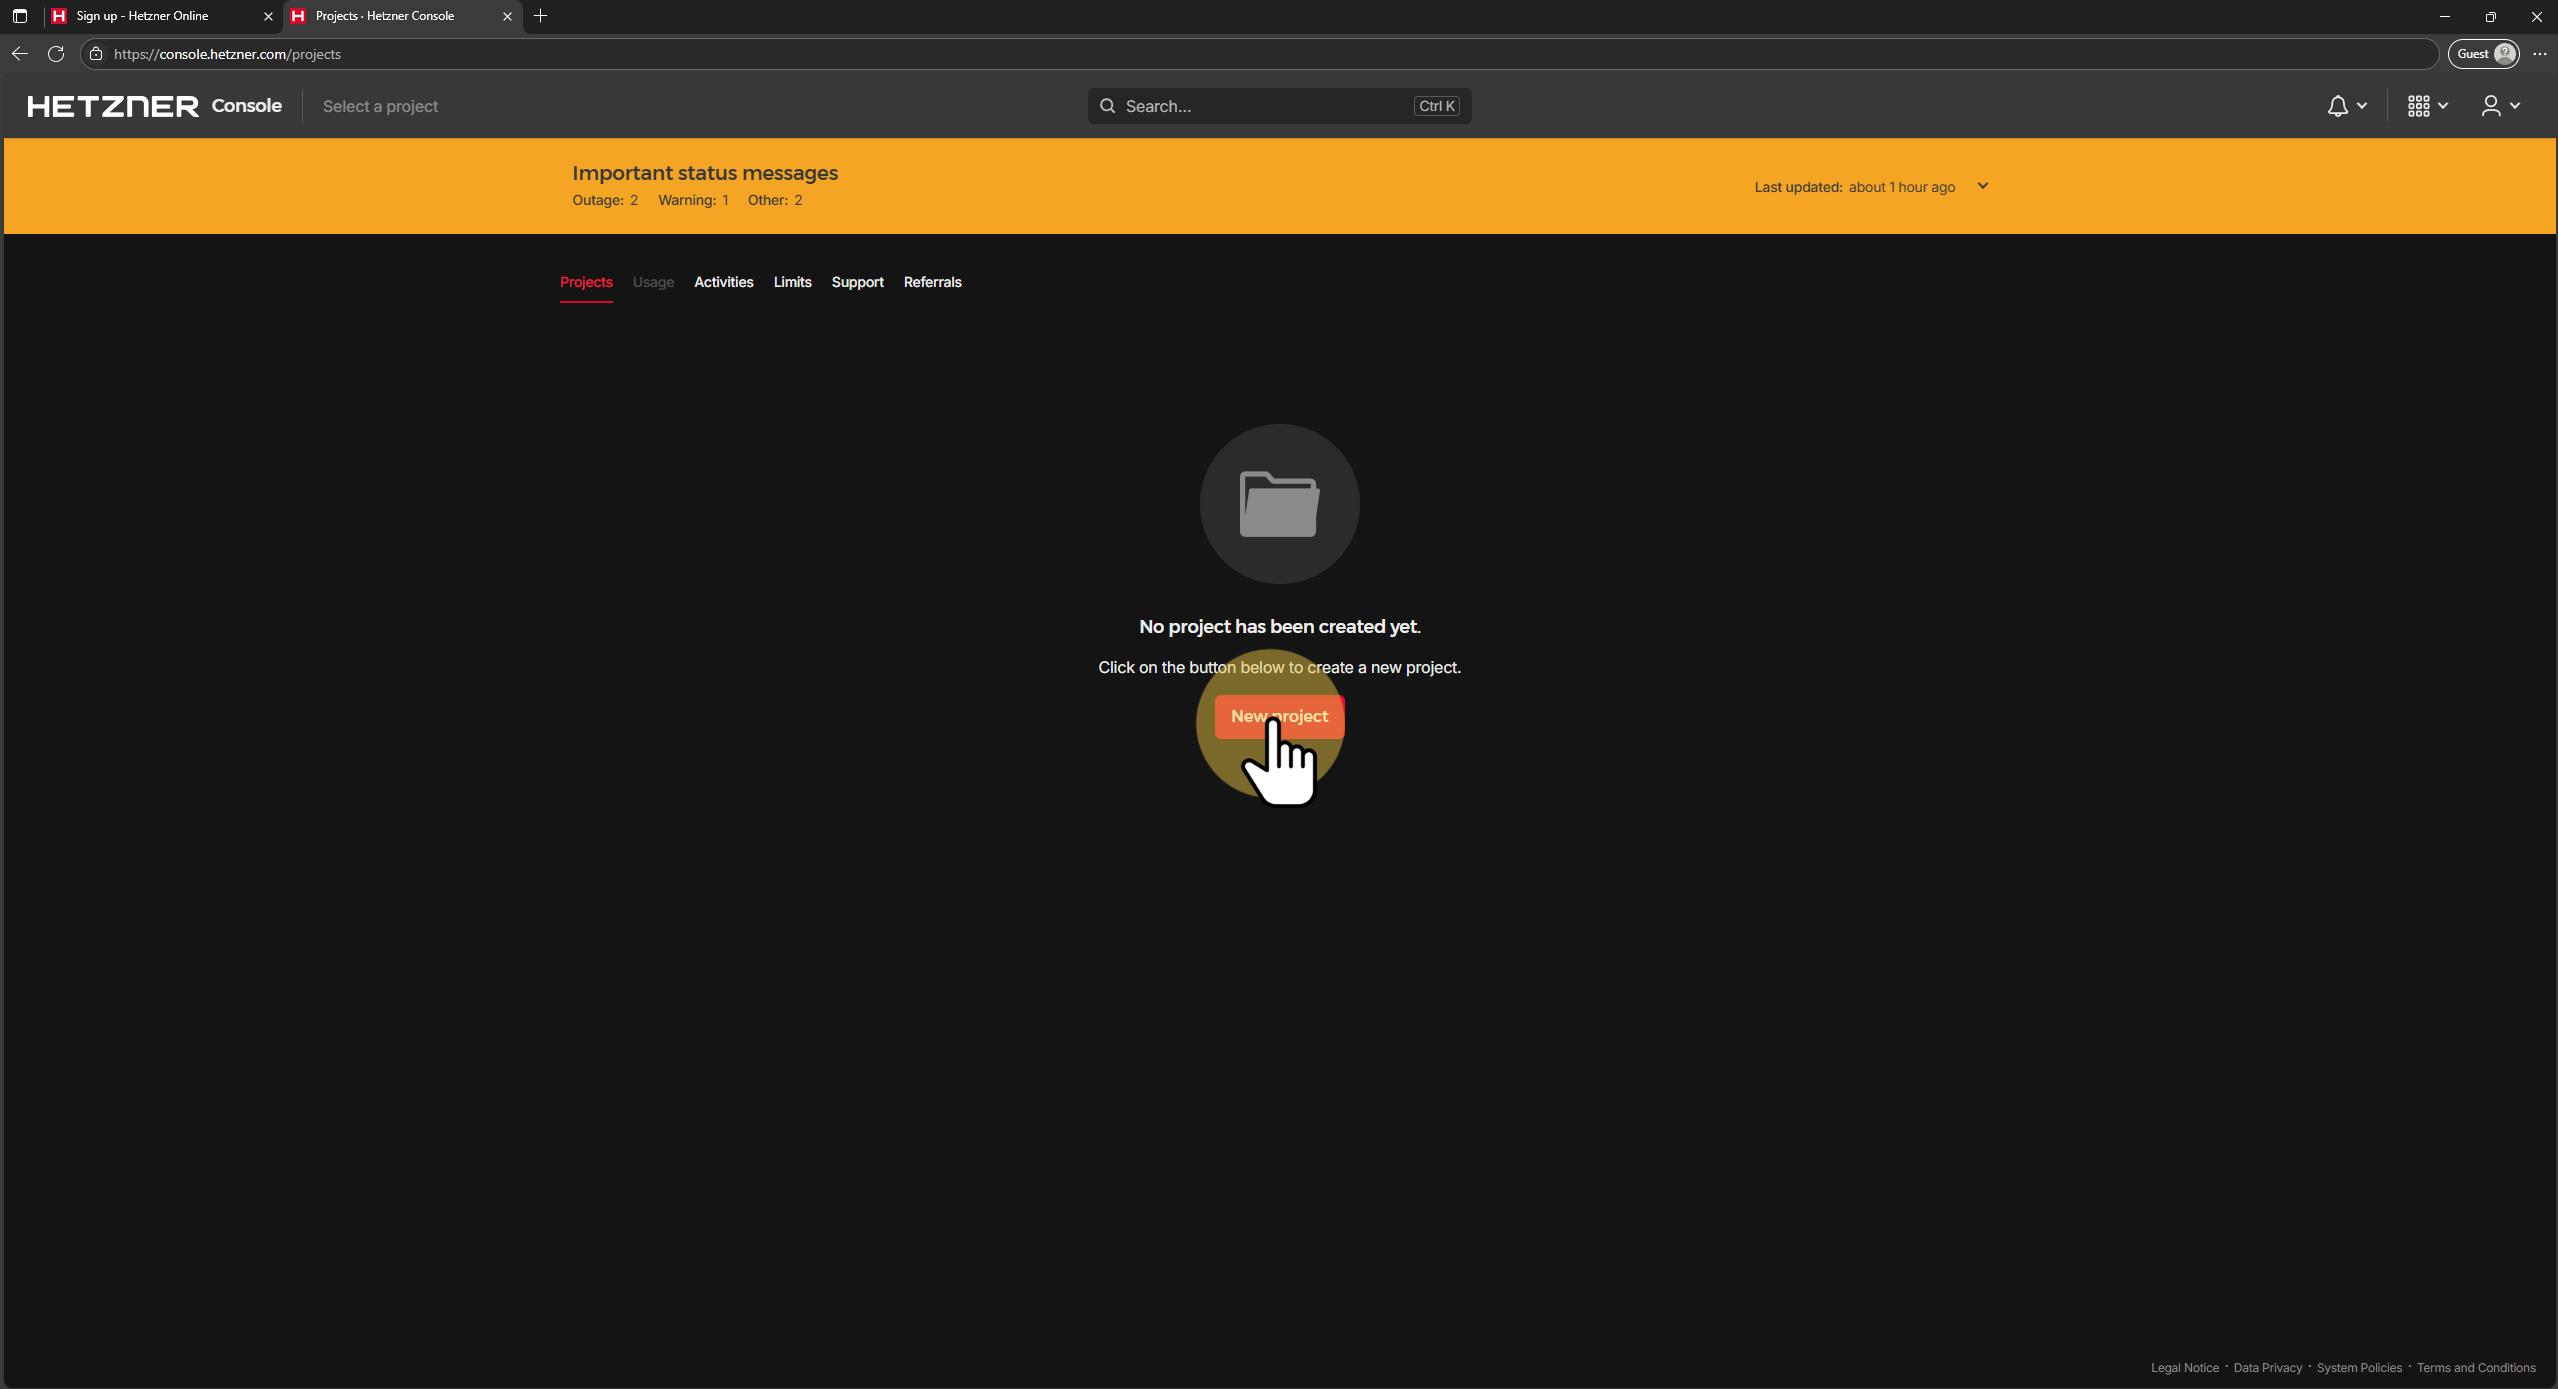 Sign up - Hetzner Online
Projects · Hetzner Console
https://console.hetzner.com/projects
Guest
HETZNER Console
Select a project
Search...
Ctrl K
Important status messages
Outage: 2 Warning: 1 Other: 2
Last updated: about 1 hour ago
Projects Usage Activities Limits Support Referrals
No project has been created yet.
Click on the button below to create a new project.
New project
Legal Notice · Data Privacy · System Policies · Terms and Conditions